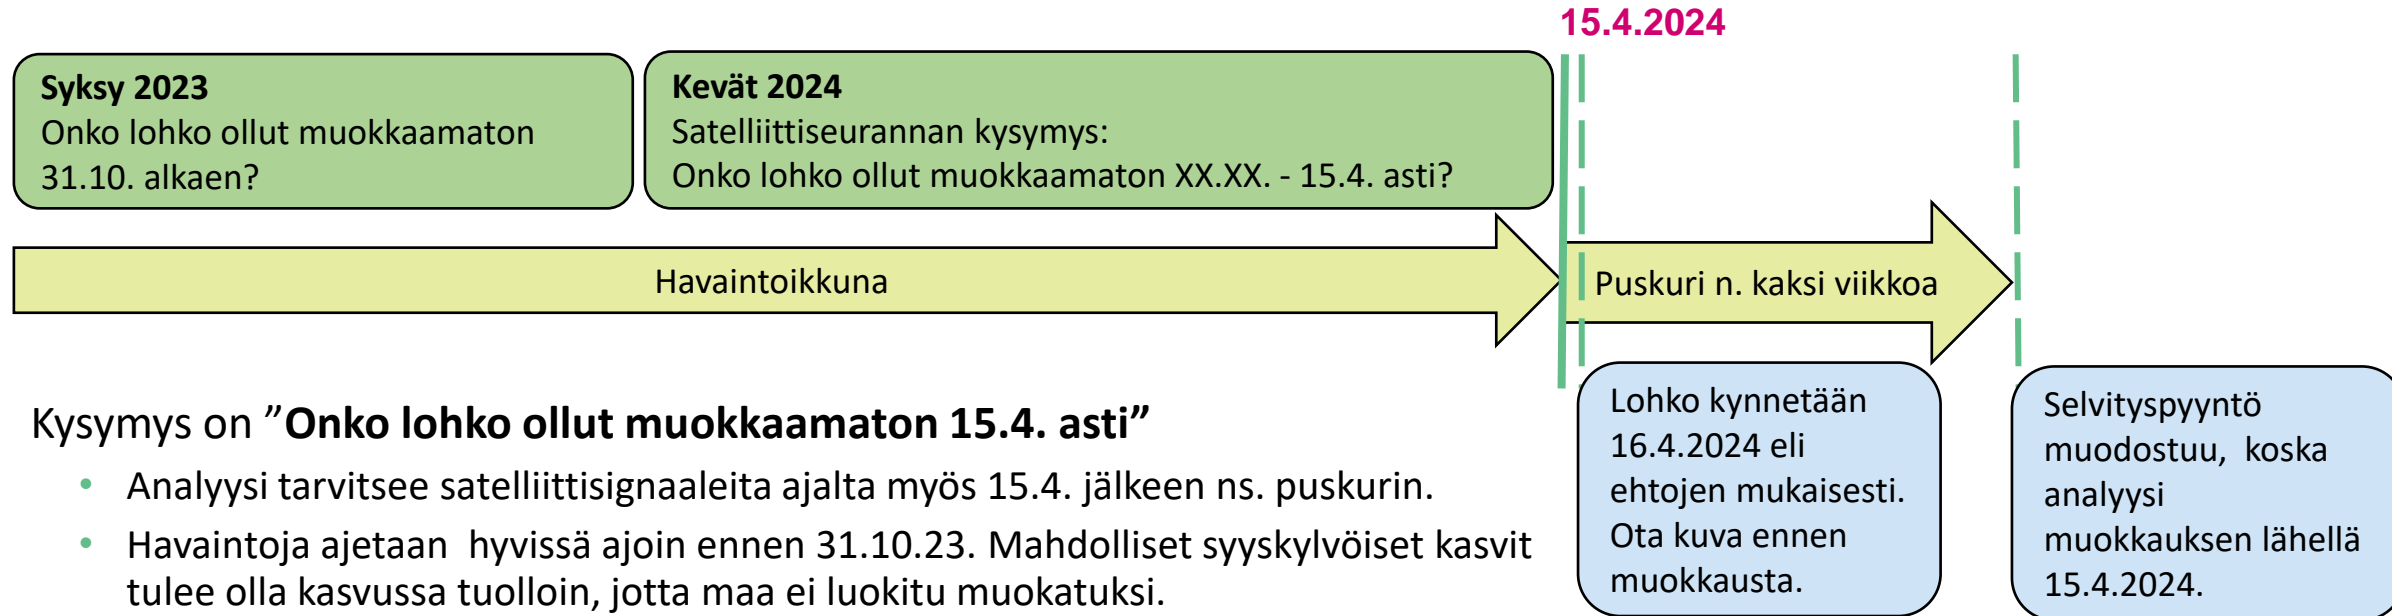 15.4.2024
Syksy 2023
Onko lohko ollut muokkaamaton
31.10. alkaen?
Kevät 2024
Satelliittiseurannan kysymys:
Onko lohko ollut muokkaamaton XX.XX. - 15.4. asti?
Havaintoikkuna
Puskuri n. kaksi viikkoa
Kysymys on ”Onko lohko ollut muokkaamaton 15.4. asti”
• Analyysi tarvitsee satelliittisignaaleita ajalta myös 15.4. jälkeen ns. puskurin.
• Havaintoja ajetaan hyvissä ajoin ennen 31.10.23. Mahdolliset syyskylvöiset kasvit
tulee olla kasvussa tuolloin, jotta maa ei luokitu muokatuksi.
Lohko kynnetään
16.4.2024 eli
ehtojen mukaisesti.
Ota kuva ennen
muokkausta.
Selvityspyyntö
muodostuu, koska
analyysi
muokkauksen lähellä
15.4.2024.